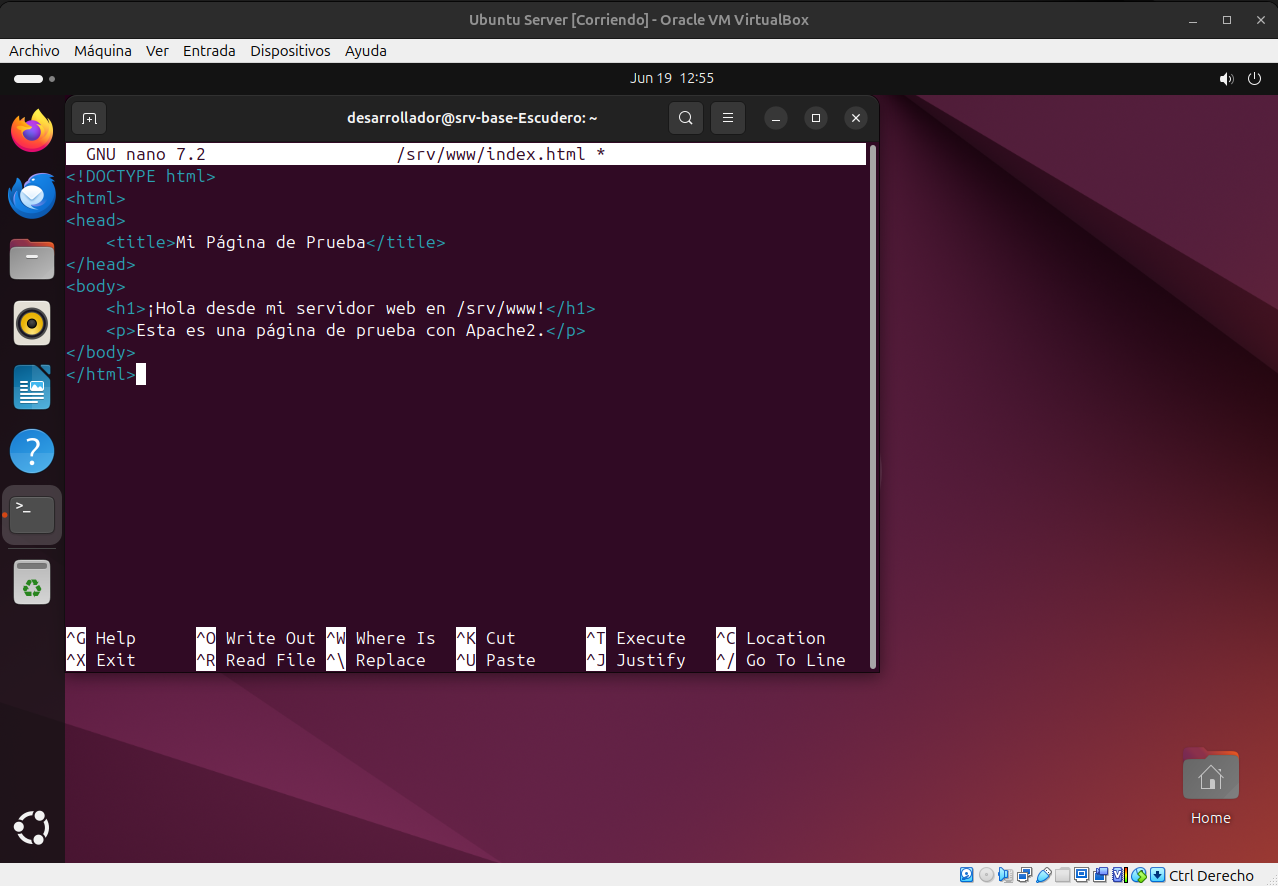 Ubuntu Server [Corriendo] - Oracle VM VirtualBox
Archivo Máquina Ver Entrada Dispositivos Ayuda
Jun 19 12:55
desarrollador@srv-base-Escudero: ~
GNU nano 7.2 /srv/www/index.html *
<!DOCTYPE html>
<html>
<head>
    <title>Mi Página de Prueba</title>
</head>
<body>
    <h1>¡Hola desde mi servidor web en /srv/www!</h1>
    <p>Esta es una página de prueba con Apache2.</p>
</body>
</html>
^G Help ^O Write Out ^W Where Is ^K Cut ^T Execute ^C Location
^X Exit ^R Read File ^\ Replace ^U Paste ^J Justify ^/ Go To Line
Home
Ctrl Derecho